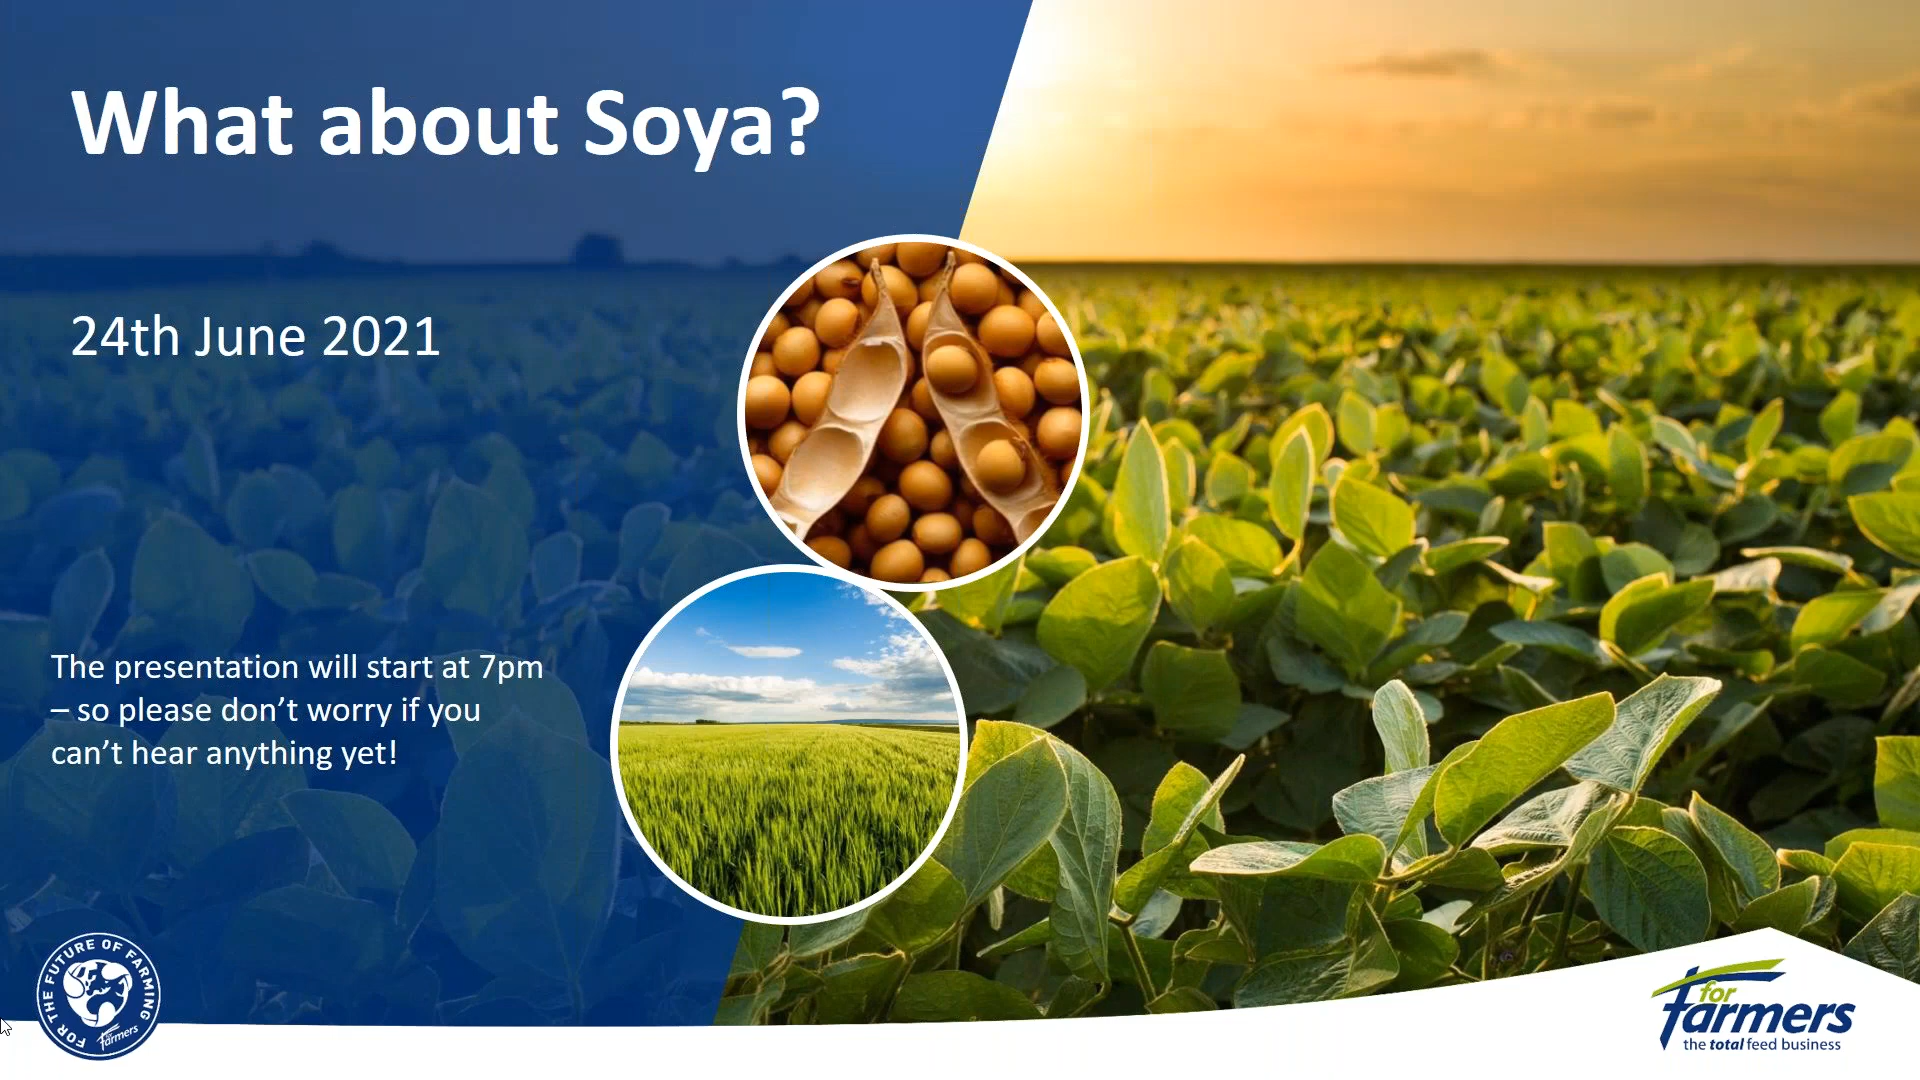 What about Soya?
24th June 2021
The presentation will start at 7pm
– so please don’t worry if you
can’t hear anything yet!
FOR THE FUTURE OF FARMING
for
farmers
for
farmers
the total feed business